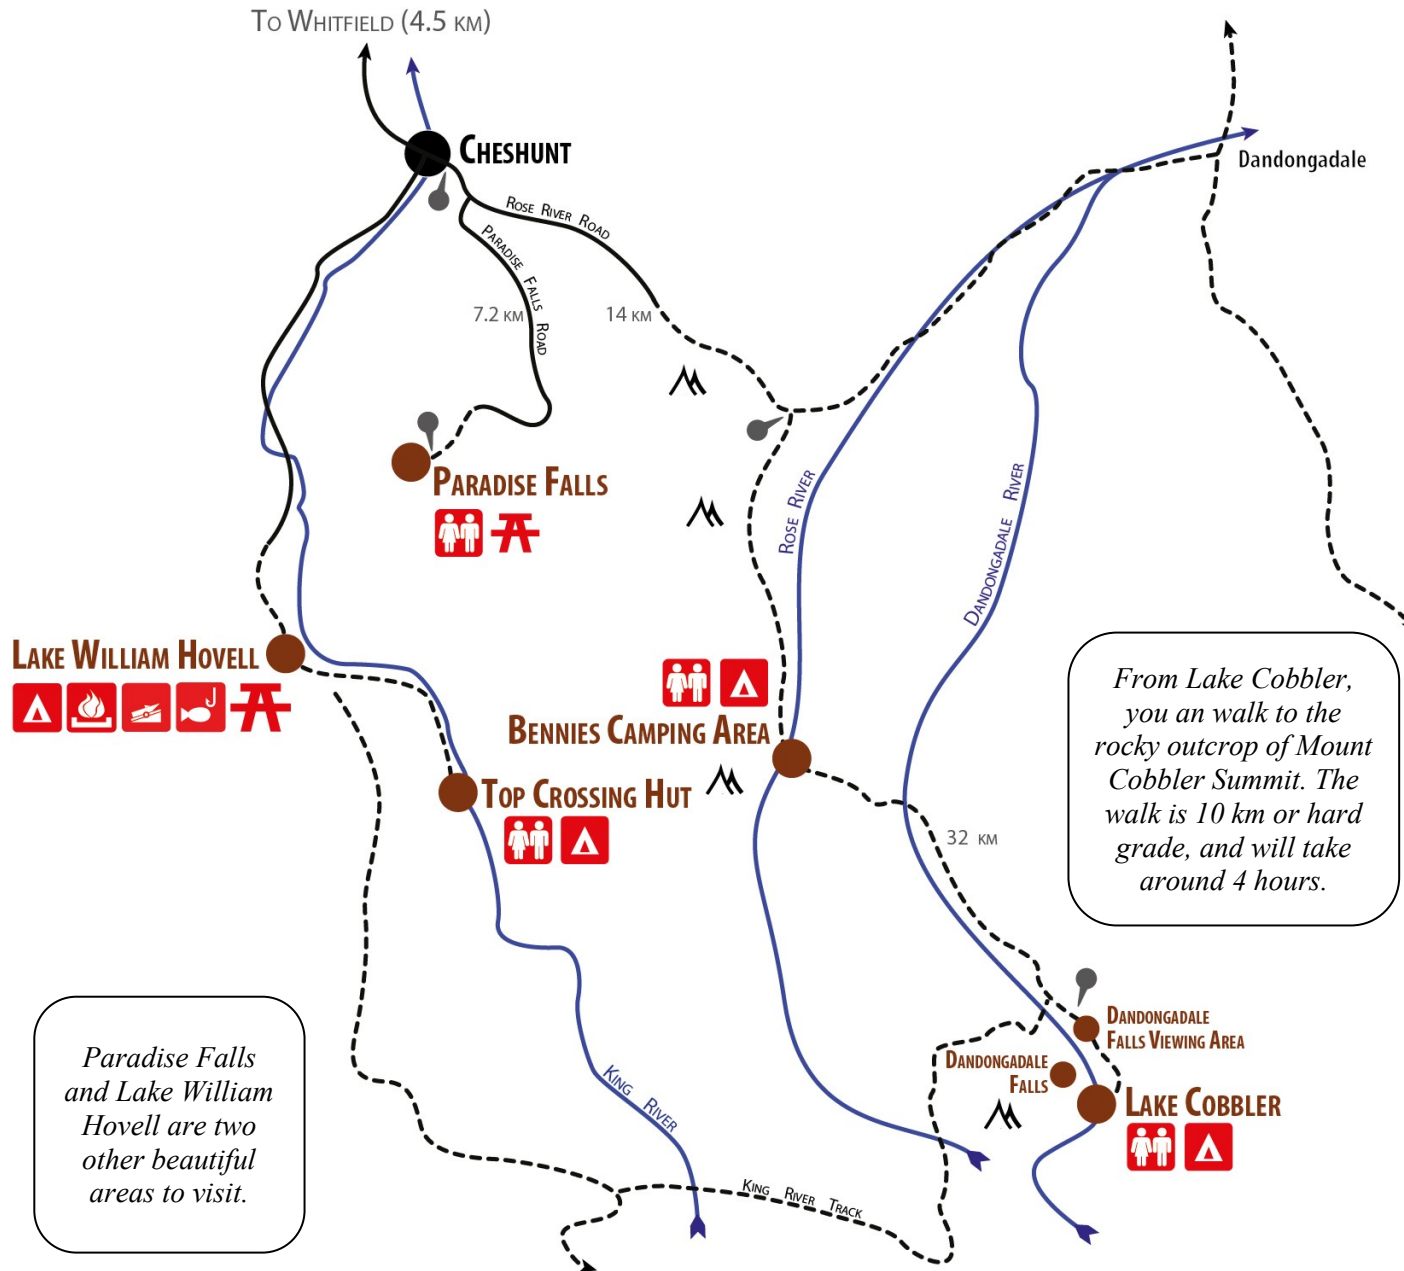 To Whitfield (4.5 km)
Cheshunt
Dandongadale
Rose River Road
Paradise Falls Road
7.2 km
14 km
Paradise Falls
Rose River
Dandongadale River
Lake William Hovell
Bennies Camping Area
Top Crossing Hut
From Lake Cobbler,
you an walk to the
rocky outcrop of Mount
Cobbler Summit. The
walk is 10 km or hard
grade, and will take
around 4 hours.
32 km
Dandongadale
Falls Viewing Area
Dandongadale
Falls
Lake Cobbler
Paradise Falls
and Lake William
Hovell are two
other beautiful
areas to visit.
King River
King River Track